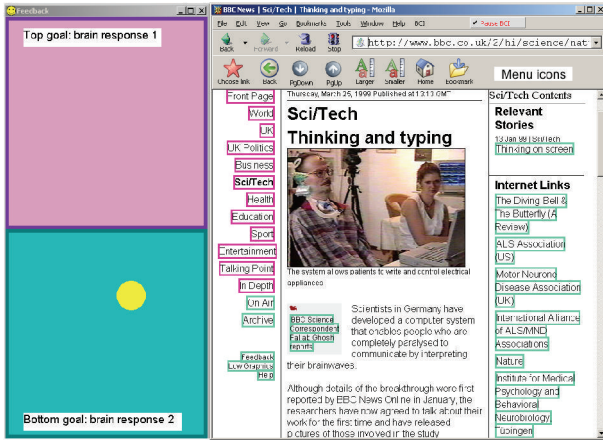 Feedback
Top goal: brain response 1
Bottom goal: brain response 2
BBC News | Sci/Tech | Thinking and typing - Mozilla
File Edit View Go Bookmarks Tools Window Help BCI
Pause BCI
Back Forward Reload Stop
http://www.bbc.co.uk/2/hi/science/nat
Choose link Back PgDown PgUp Larger Smaller Home Bookmark
Menu icons
Front Page
World
UK
UK Politics
Business
Sci/Tech
Health
Education
Sport
Entertainment
Talking Point
In Depth
On Air
Archive
Feedback
Low Graphics
Help
Thursday, March 25, 1999 Published at 13:13 GMT
Sci/Tech
Thinking and typing
The system allows patients to write and control electrical
appliances
BBC Science
Correspondent
Pallab Ghosh
reports
Scientists in Germany have
developed a computer system
that enables people who are
completely paralysed to
communicate by interpreting
their brainwaves.
Although details of the breakthrough were first
reported by BBC News Online in January, the
researchers have now agreed to talk about their
work for the first time and have released
pictures of those involved in the study
Sci/Tech Contents
Relevant
Stories
13 Jan 99 | Sci/Tech
Thinking on screen
Internet Links
The Diving Bell &
The Butterfly (A
Review)
ALS Association
(US)
Motor Neurone
Disease Association
(UK)
International Alliance
of ALS/MND
Associations
Nature
Institute for Medical
Psychology and
Behavioral
Neurobiology,
Tübingen